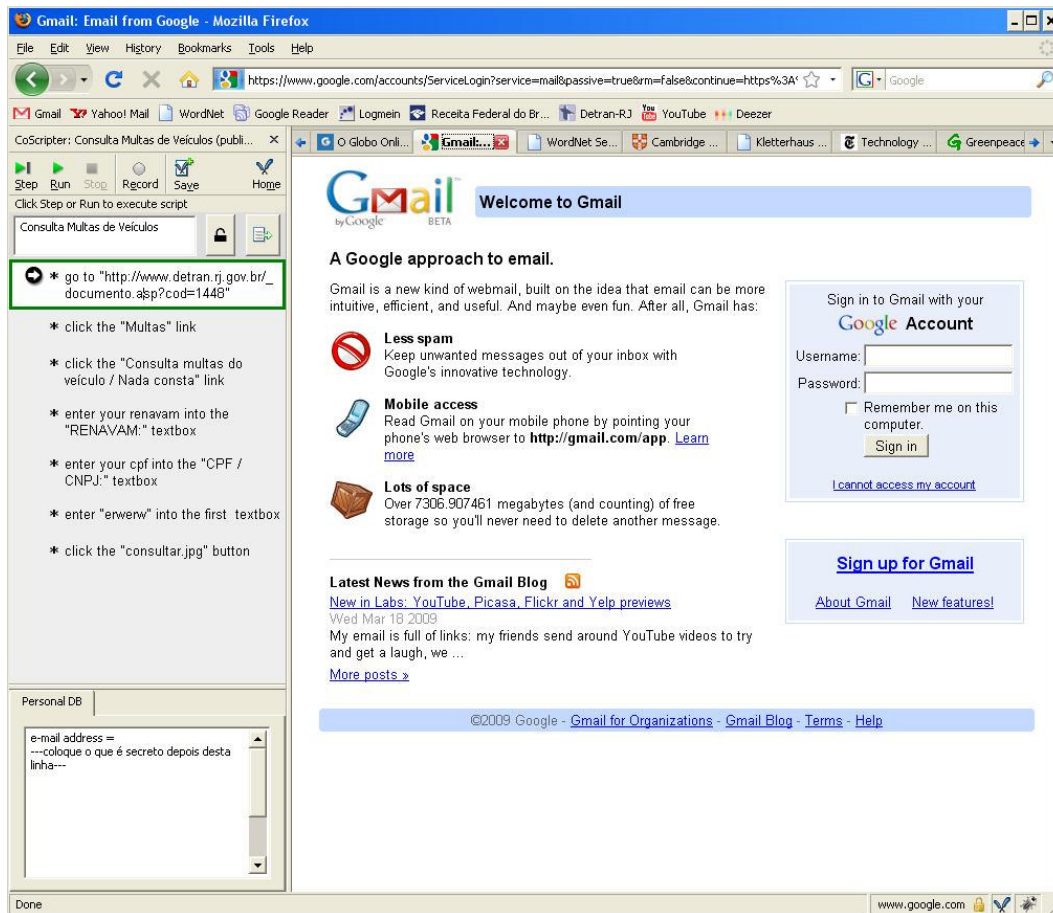 Gmail: Email from Google - Mozilla Firefox
File Edit View History Bookmarks Tools Help
https://www.google.com/accounts/ServiceLogin?service=mail&passive=true&rm=false&continue=https%3A
Google
Gmail Yahoo! Mail WordNet Google Reader Logmein Receita Federal do Br... Detran-RJ YouTube Deezer
CoScripter: Consulta Multas de Veículos (publi...
O Globo Onli... Gmail:... WordNet Se... Cambridge ... Kletterhaus ... Technology ... Greenpeace
Step Run Stop Record Save Home
Click Step or Run to execute script
Consulta Multas de Veículos
* go to "http://www.detran.rj.gov.br/_
documento.asp?cod=1448"
* click the "Multas" link
* click the "Consulta multas do
veículo / Nada consta" link
* enter your renavam into the
"RENAVAM:" textbox
* enter your cpf into the "CPF /
CNPJ:" textbox
* enter "erwerw" into the first textbox
* click the "consultar.jpg" button
Personal DB
e-mail address =
---coloque o que é secreto depois desta
linha---
Gmail
by Google BETA
Welcome to Gmail
A Google approach to email.
Gmail is a new kind of webmail, built on the idea that email can be more
intuitive, efficient, and useful. And maybe even fun. After all, Gmail has:
Less spam
Keep unwanted messages out of your inbox with
Google's innovative technology.
Mobile access
Read Gmail on your mobile phone by pointing your
phone's web browser to http://gmail.com/app. Learn
more
Lots of space
Over 7306.907461 megabytes (and counting) of free
storage so you'll never need to delete another message.
Latest News from the Gmail Blog
New in Labs: YouTube, Picasa, Flickr and Yelp previews
Wed Mar 18 2009
My email is full of links: my friends send around YouTube videos to try
and get a laugh, we ...
More posts »
Sign in to Gmail with your
Google Account
Username:
Password:
Remember me on this
computer.
Sign in
I cannot access my account
Sign up for Gmail
About Gmail New features!
©2009 Google - Gmail for Organizations - Gmail Blog - Terms - Help
Done
www.google.com